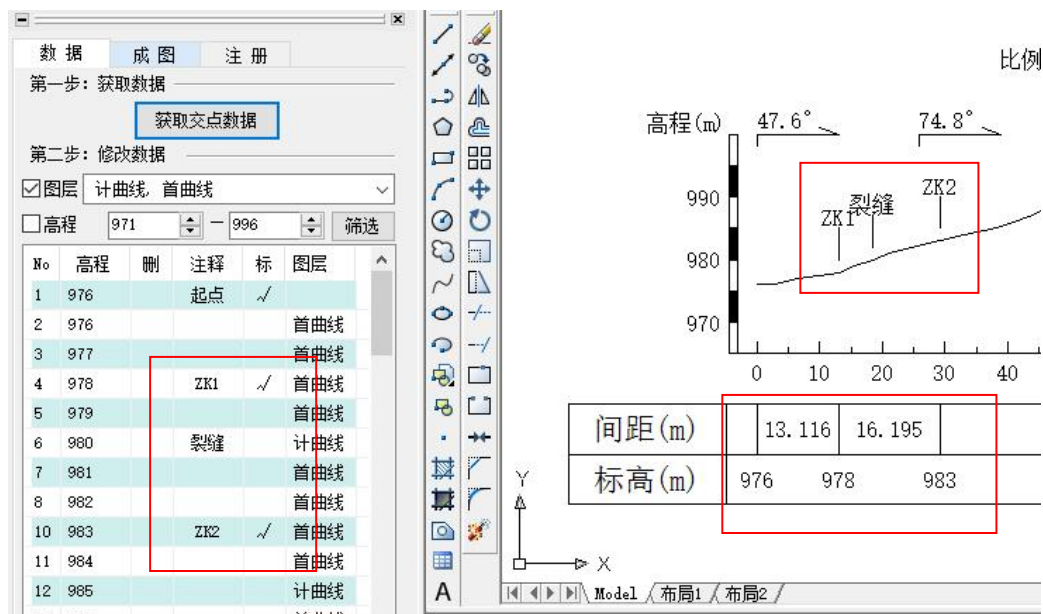 数 据 成 图 注 册
第一步: 获取数据
获取交点数据
第二步: 修改数据
图层 计曲线, 首曲线
高程 971 — 996 筛选
No 高程 删 注释 标 图层
1 976 起点 √
2 976 首曲线
3 977 首曲线
4 978 ZK1 √ 首曲线
5 979 首曲线
6 980 裂缝 计曲线
7 981 首曲线
8 982 首曲线
10 983 ZK2 √ 首曲线
11 984 首曲线
12 985 计曲线
A
比例
高程(m) 47.6° 74.8°
990
980
970
ZK1 裂缝 ZK2
0 10 20 30 40
间距(m) 13.116 16.195
标高(m) 976 978 983
Y
X
Model 布局1 布局2